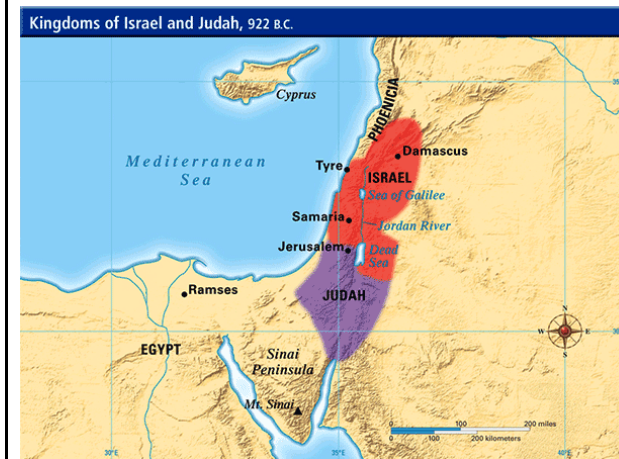 Kingdoms of Israel and Judah, 922 B.C.
Cyprus
PHOENICIA
Mediterranean
Sea
Damascus
Tyre
ISRAEL
Sea of Galilee
Samaria
Jordan River
Jerusalem
Dead
Sea
Ramses
JUDAH
N
W
E
S
EGYPT
Sinai
Peninsula
Mt. Sinai
0
100
200 miles
0
100
200 kilometers
30°E
35°E
40°E